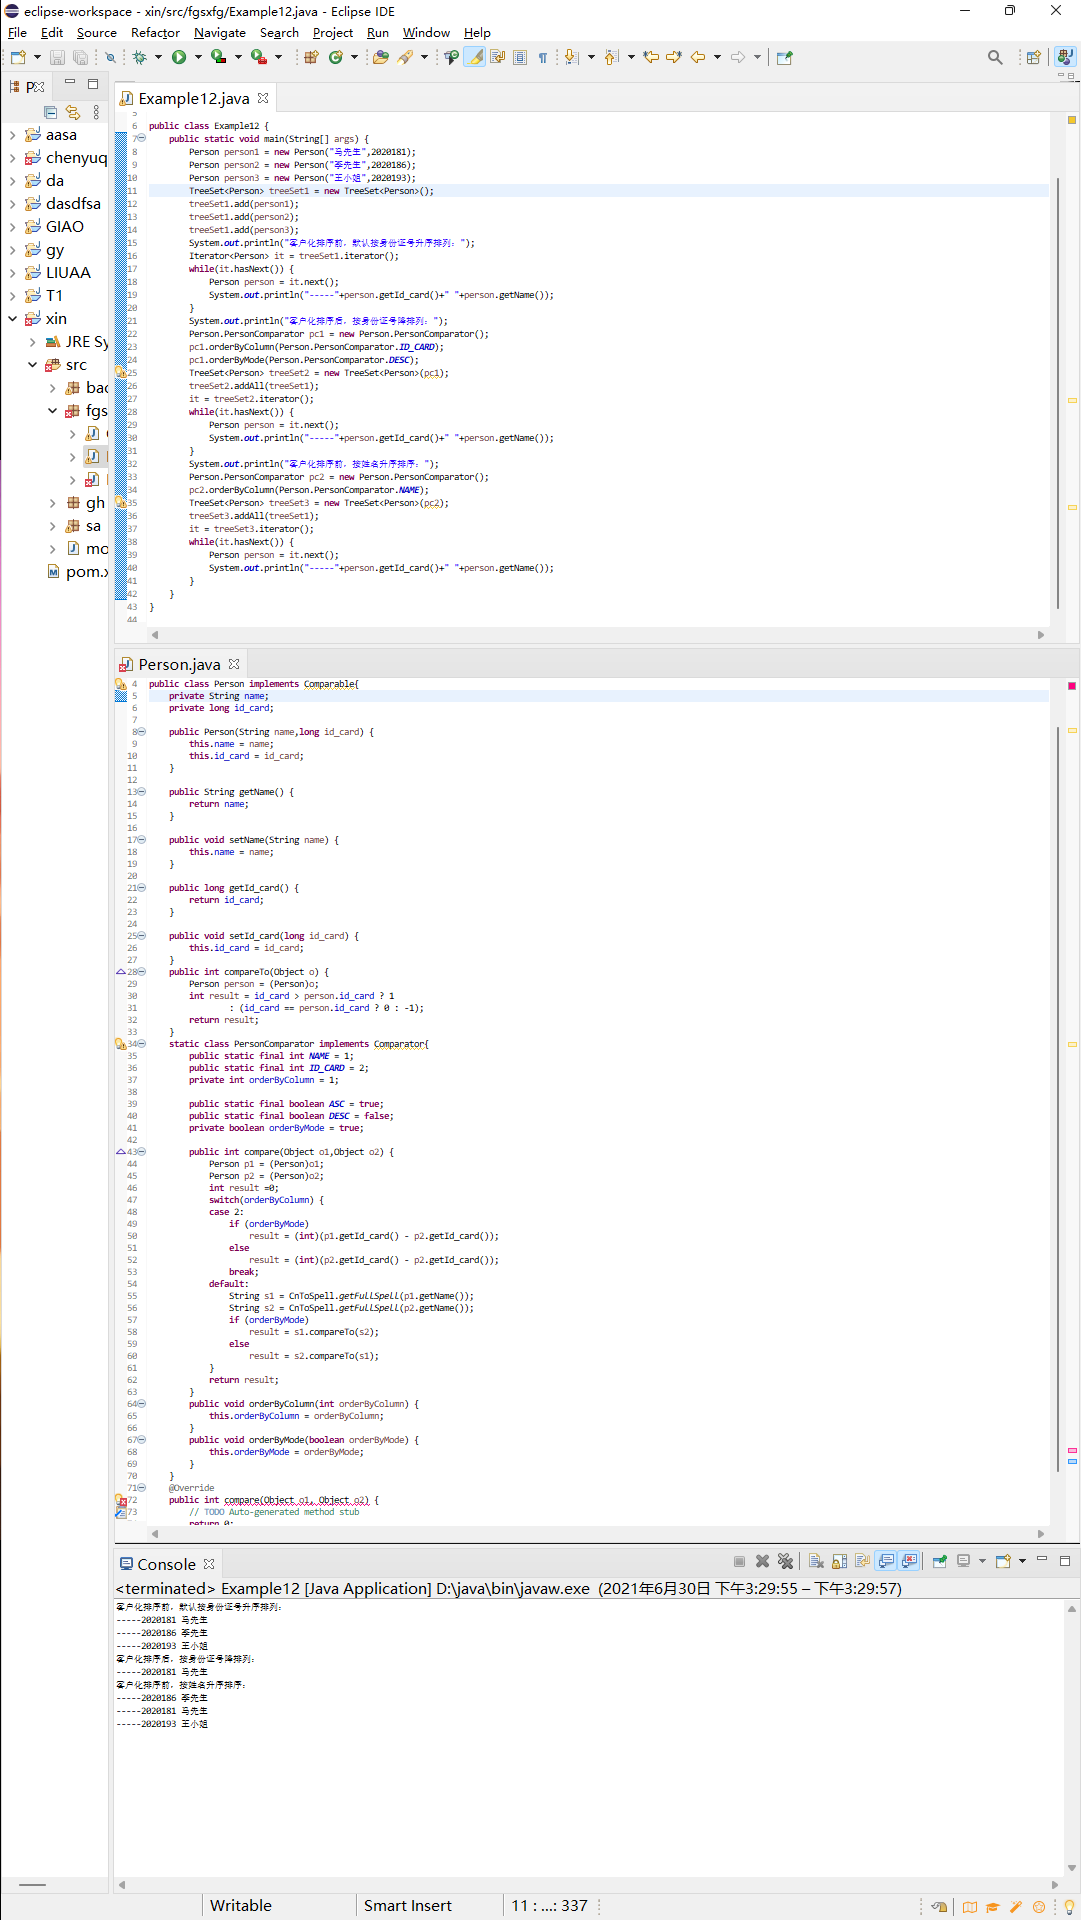 eclipse-workspace - xin/src/fgsxfg/Example12.java - Eclipse IDE
File Edit Source Refactor Navigate Search Project Run Window Help
P
aasa
chenyuq
da
dasdfsa
GIAO
gy
LIUAA
T1
xin
JRE Sy
src
bac
fgs
gh
sa
mo
pom.x
Example12.java
5
6 public class Example12 {
7 public static void main(String[] args) {
8 Person person1 = new Person("马先生",2020181);
9 Person person2 = new Person("季先生",2020186);
10 Person person3 = new Person("王小姐",2020193);
11 TreeSet<Person> treeSet1 = new TreeSet<Person>();
12 treeSet1.add(person1);
13 treeSet1.add(person2);
14 treeSet1.add(person3);
15 System.out.println("客户化排序前，默认按身份证号升序排列：");
16 Iterator<Person> it = treeSet1.iterator();
17 while(it.hasNext()) {
18 Person person = it.next();
19 System.out.println("-----"+person.getId_card()+" "+person.getName());
20 }
21 System.out.println("客户化排序后，按身份证号降排列：");
22 Person.PersonComparator pc1 = new Person.PersonComparator();
23 pc1.orderByColumn(Person.PersonComparator.ID_CARD);
24 pc1.orderByMode(Person.PersonComparator.DESC);
25 TreeSet<Person> treeSet2 = new TreeSet<Person>(pc1);
26 treeSet2.addAll(treeSet1);
27 it = treeSet2.iterator();
28 while(it.hasNext()) {
29 Person person = it.next();
30 System.out.println("-----"+person.getId_card()+" "+person.getName());
31 }
32 System.out.println("客户化排序前，按姓名升序排序：");
33 Person.PersonComparator pc2 = new Person.PersonComparator();
34 pc2.orderByColumn(Person.PersonComparator.NAME);
35 TreeSet<Person> treeSet3 = new TreeSet<Person>(pc2);
36 treeSet3.addAll(treeSet1);
37 it = treeSet3.iterator();
38 while(it.hasNext()) {
39 Person person = it.next();
40 System.out.println("-----"+person.getId_card()+" "+person.getName());
41 }
42 }
43 }
44
Person.java
4 public class Person implements Comparable{
5 private String name;
6 private long id_card;
7
8 public Person(String name,long id_card) {
9 this.name = name;
10 this.id_card = id_card;
11 }
12
13 public String getName() {
14 return name;
15 }
16
17 public void setName(String name) {
18 this.name = name;
19 }
20
21 public long getId_card() {
22 return id_card;
23 }
24
25 public void setId_card(long id_card) {
26 this.id_card = id_card;
27 }
28 public int compareTo(Object o) {
29 Person person = (Person)o;
30 int result = id_card > person.id_card ? 1
31 : (id_card == person.id_card ? 0 : -1);
32 return result;
33 }
34 static class PersonComparator implements Comparator{
35 public static final int NAME = 1;
36 public static final int ID_CARD = 2;
37 private int orderByColumn = 1;
38
39 public static final boolean ASC = true;
40 public static final boolean DESC = false;
41 private boolean orderByMode = true;
42
43 public int compare(Object o1,Object o2) {
44 Person p1 = (Person)o1;
45 Person p2 = (Person)o2;
46 int result =0;
47 switch(orderByColumn) {
48 case 2:
49 if (orderByMode)
50 result = (int)(p1.getId_card() - p2.getId_card());
51 else
52 result = (int)(p2.getId_card() - p2.getId_card());
53 break;
54 default:
55 String s1 = CnToSpell.getFullSpell(p1.getName());
56 String s2 = CnToSpell.getFullSpell(p2.getName());
57 if (orderByMode)
58 result = s1.compareTo(s2);
59 else
60 result = s2.compareTo(s1);
61 }
62 return result;
63 }
64 public void orderByColumn(int orderByColumn) {
65 this.orderByColumn = orderByColumn;
66 }
67 public void orderByMode(boolean orderByMode) {
68 this.orderByMode = orderByMode;
69 }
70 }
71 @Override
72 public int compare(Object o1, Object o2) {
73 // TODO Auto-generated method stub
return 0;
Console
<terminated> Example12 [Java Application] D:\java\bin\javaw.exe (2021年6月30日 下午3:29:55 – 下午3:29:57)
客户化排序前，默认按身份证号升序排列：
-----2020181 马先生
-----2020186 季先生
-----2020193 王小姐
客户化排序后，按身份证号降排列：
-----2020181 马先生
客户化排序前，按姓名升序排序：
-----2020186 季先生
-----2020181 马先生
-----2020193 王小姐
Writable Smart Insert 11 : ...: 337